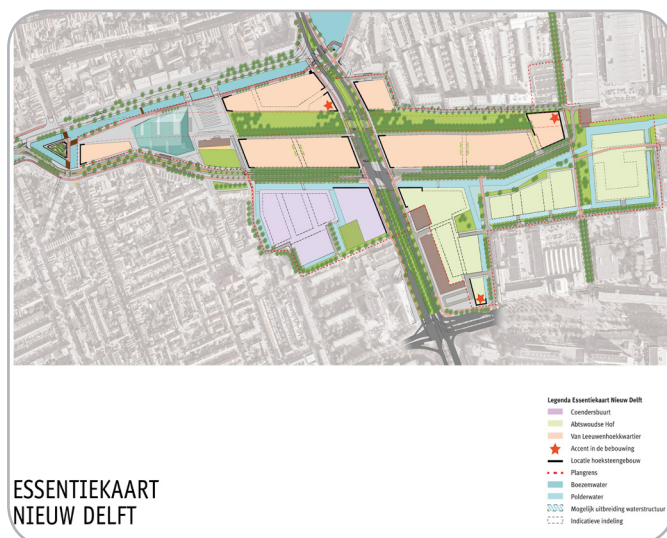 Legenda Essentiekaart Nieuw Delft
Coendersbuurt
Abtswoudse Hof
Van Leeuwenhoekkwartier
Accent in de bebouwing
Locatie hoeksteengebouw
Plangrens
Boezemwater
Polderwater
Mogelijk uitbreiding waterstructuur
Indicatieve indeling
ESSENTIEKAART
NIEUW DELFT